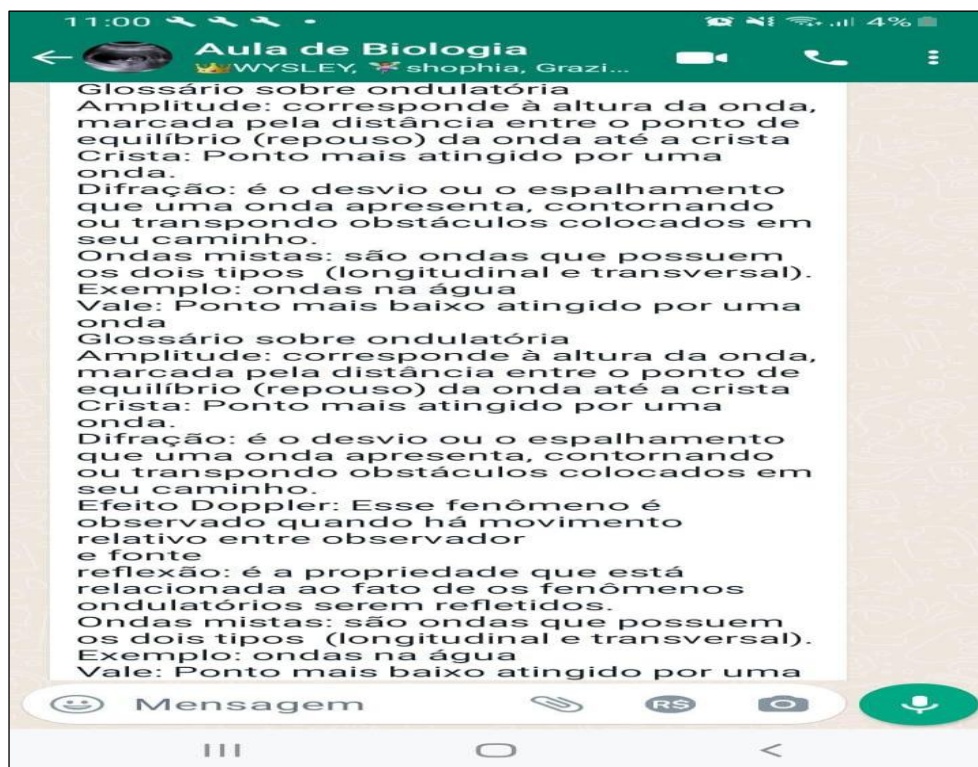 11:00 4%
Aula de Biologia
WYSLEY, shophia, Grazi...
Glossário sobre ondulatória
Amplitude: corresponde à altura da onda,
marcada pela distância entre o ponto de
equilíbrio (repouso) da onda até a crista
Crista: Ponto mais atingido por uma
onda.
Difração: é o desvio ou o espalhamento
que uma onda apresenta, contornando
ou transpondo obstáculos colocados em
seu caminho.
Ondas mistas: são ondas que possuem
os dois tipos (longitudinal e transversal).
Exemplo: ondas na água
Vale: Ponto mais baixo atingido por uma
onda
Glossário sobre ondulatória
Amplitude: corresponde à altura da onda,
marcada pela distância entre o ponto de
equilíbrio (repouso) da onda até a crista
Crista: Ponto mais atingido por uma
onda.
Difração: é o desvio ou o espalhamento
que uma onda apresenta, contornando
ou transpondo obstáculos colocados em
seu caminho.
Efeito Doppler: Esse fenômeno é
observado quando há movimento
relativo entre observador
e fonte
reflexão: é a propriedade que está
relacionada ao fato de os fenômenos
ondulatórios serem refletidos.
Ondas mistas: são ondas que possuem
os dois tipos (longitudinal e transversal).
Exemplo: ondas na água
Vale: Ponto mais baixo atingido por uma
Mensagem R$